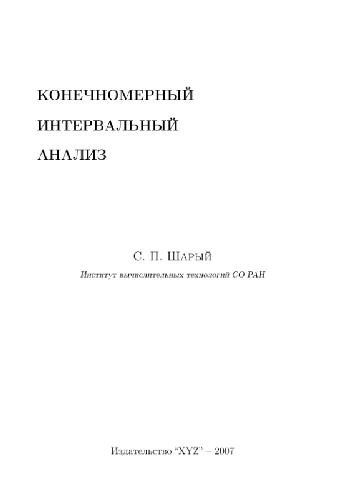 КОНЕЧНОМЕРНЫЙ
ИНТЕРВАЛЬНЫЙ
АНАЛИЗ
С. П. ШАРЫЙ
Институт вычислительных технологий СО РАН
Издательство “XYZ” – 2007